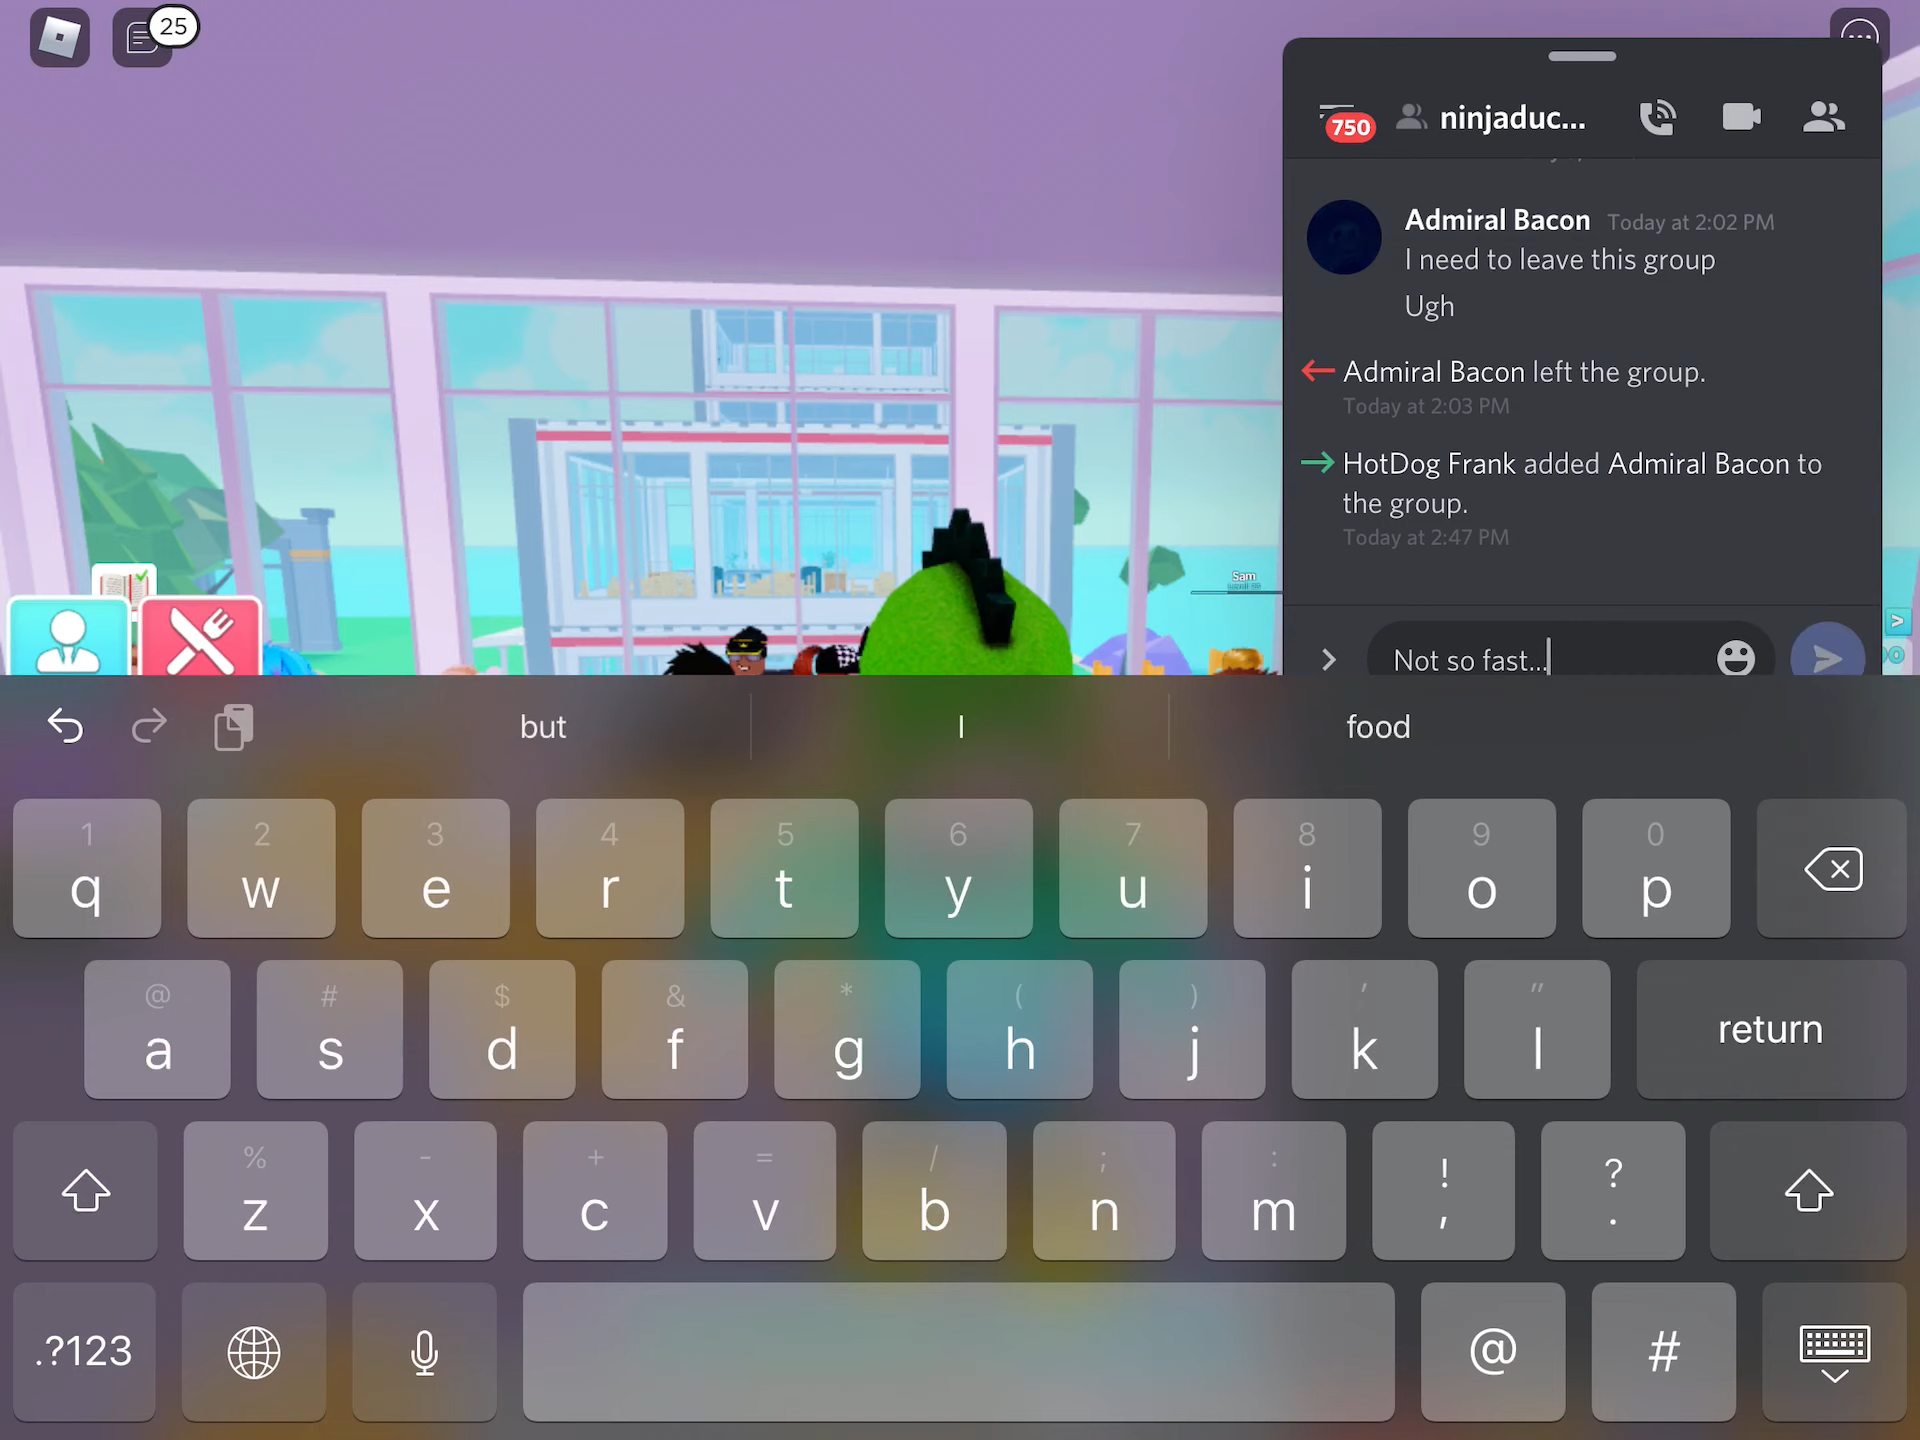 25
750
ninjaduc...
Admiral Bacon Today at 2:02 PM
I need to leave this group
Ugh
Admiral Bacon left the group.
Today at 2:03 PM
HotDog Frank added Admiral Bacon to
the group.
Today at 2:47 PM
Sam
Not so fast...
but
I
food
1 2 3 4 5 6 7 8 9 0
q w e r t y u i o p
@ # $ & * ( ) ' "
a s d f g h j k l
return
% - + = / ; : ! ?
z x c v b n m , .
.?123
@ #